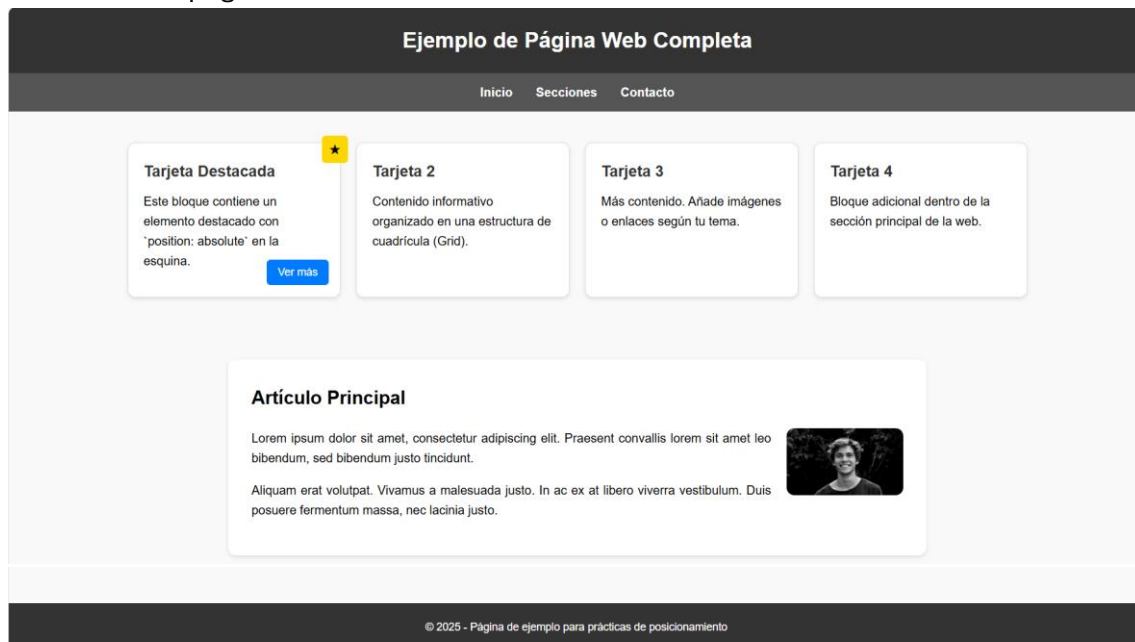 Ejemplo de Página Web Completa
Inicio Secciones Contacto
★
Tarjeta Destacada
Este bloque contiene un
elemento destacado con
`position: absolute` en la
esquina.
Ver más
Tarjeta 2
Contenido informativo
organizado en una estructura de
cuadrícula (Grid).
Tarjeta 3
Más contenido. Añade imágenes
o enlaces según tu tema.
Tarjeta 4
Bloque adicional dentro de la
sección principal de la web.
Artículo Principal
Lorem ipsum dolor sit amet, consectetur adipiscing elit. Praesent convallis lorem sit amet leo
bibendum, sed bibendum justo tincidunt.
Aliquam erat volutpat. Vivamus a malesuada justo. In ac ex at libero viverra vestibulum. Duis
posuere fermentum massa, nec lacinia justo.
© 2025 - Página de ejemplo para prácticas de posicionamiento